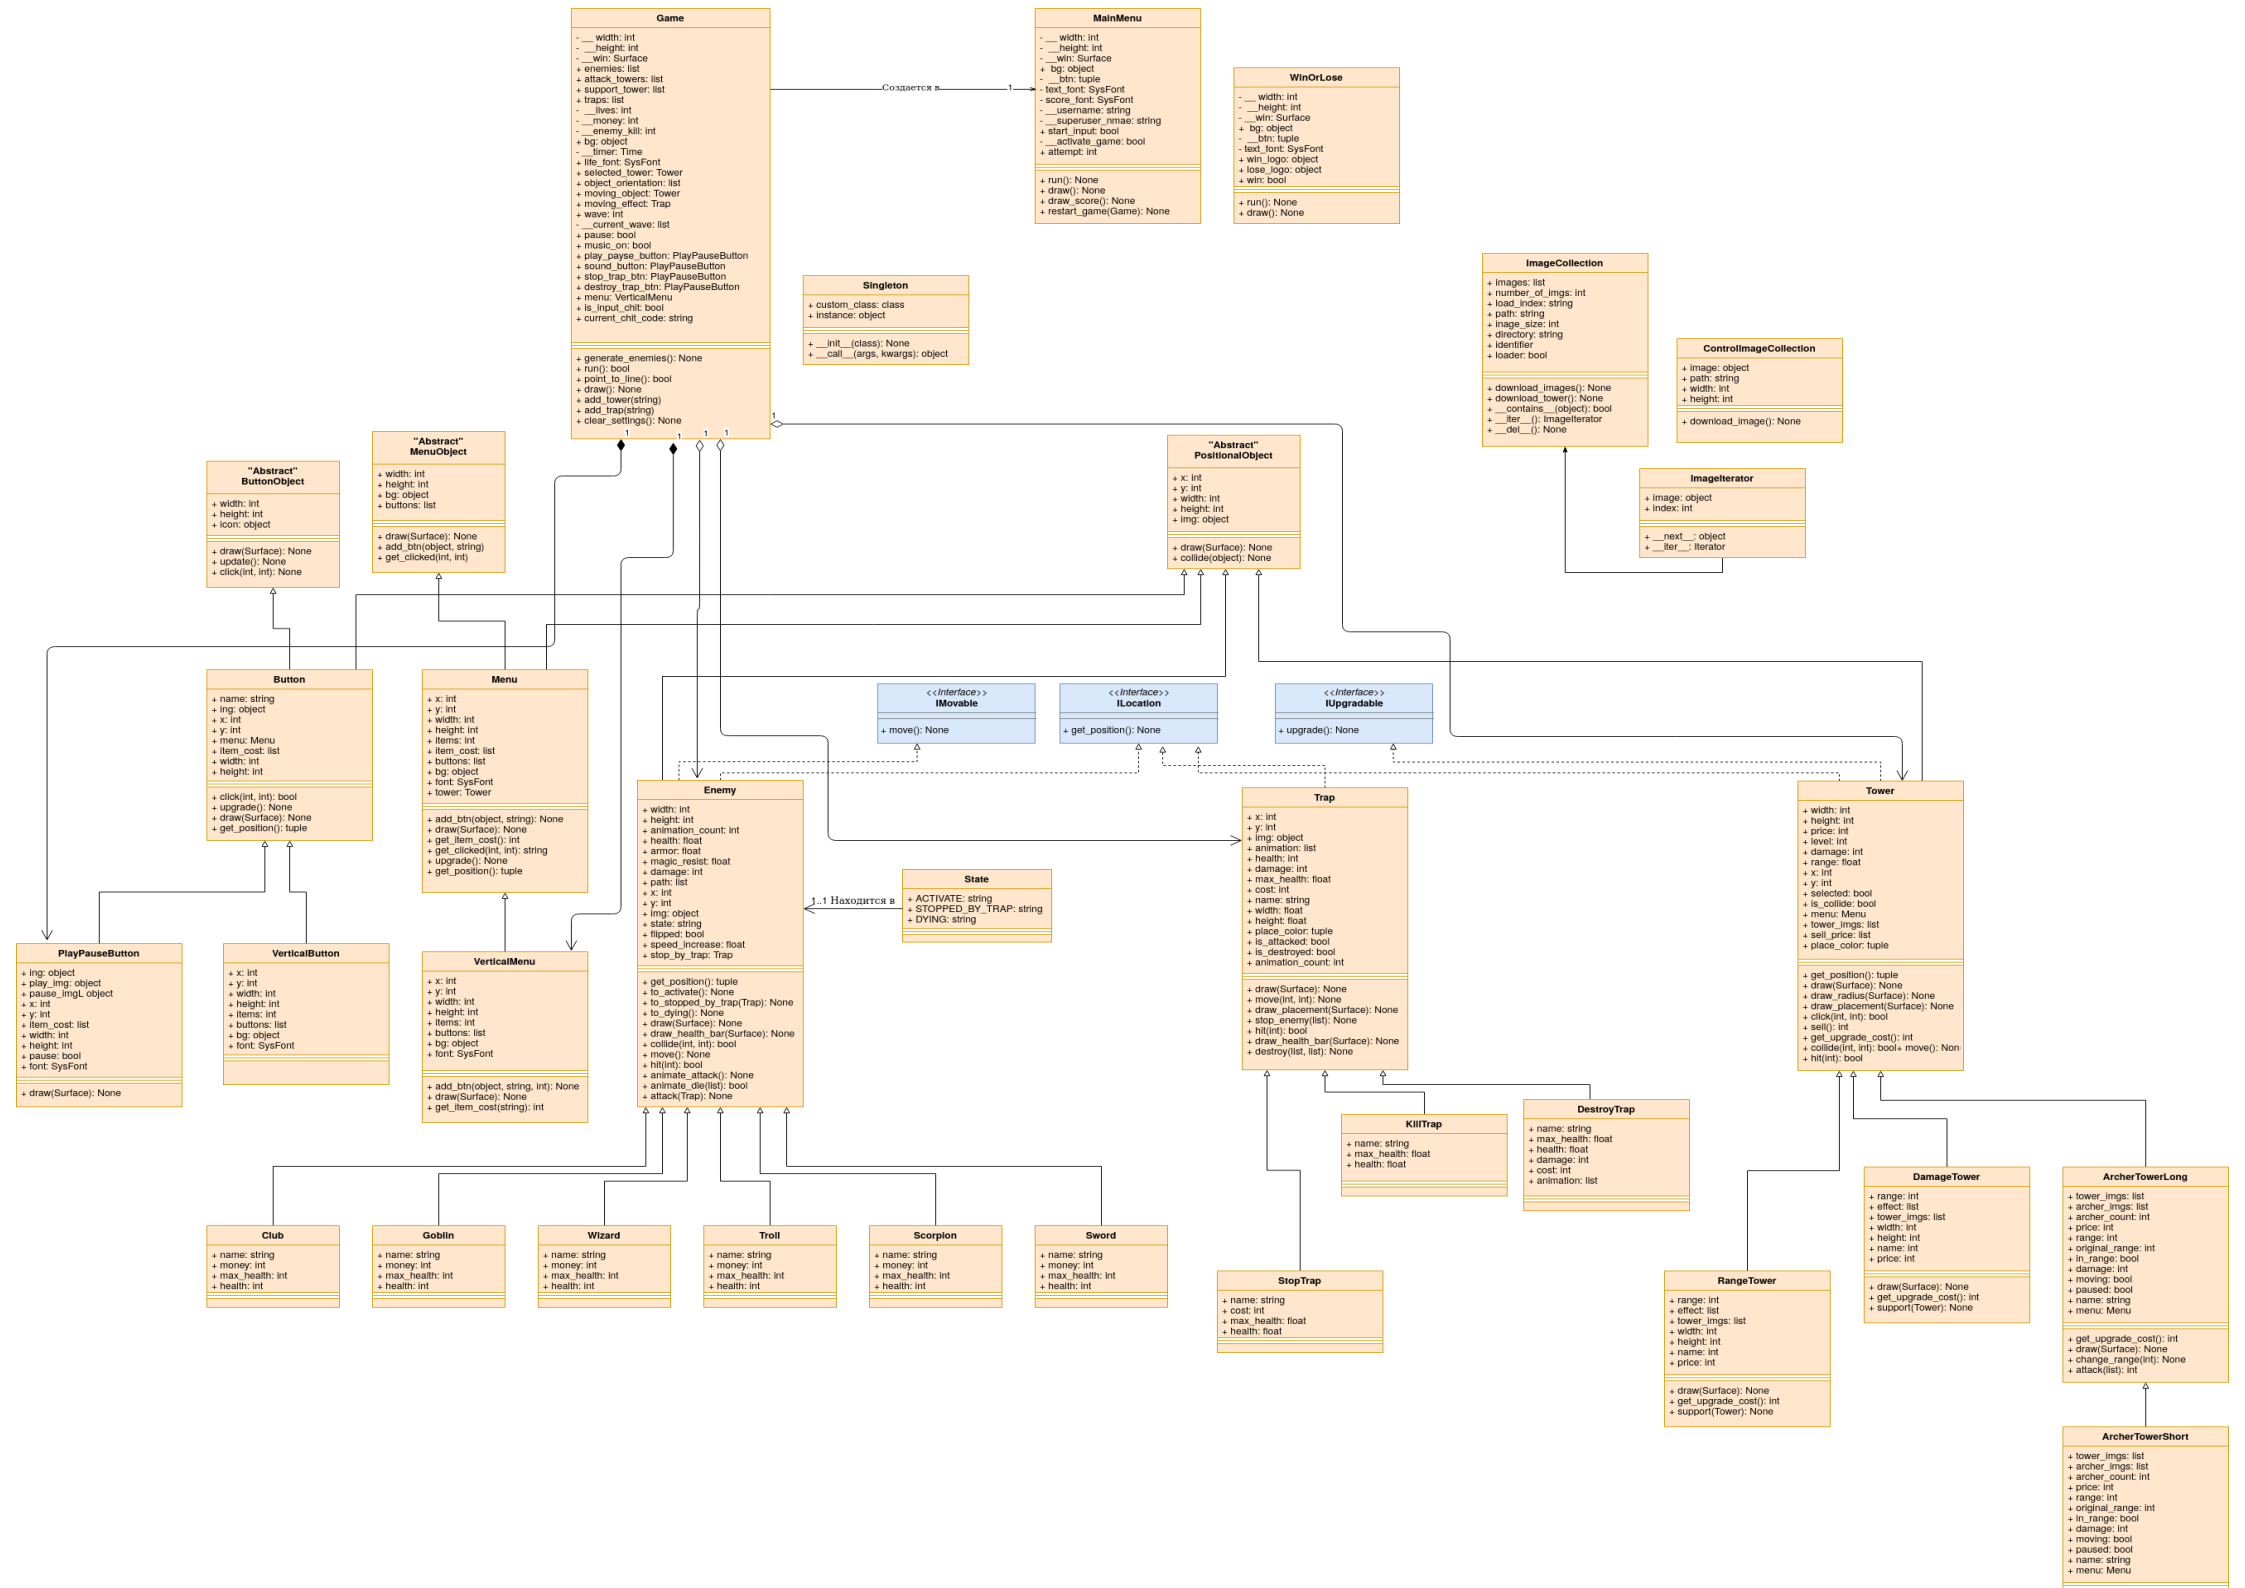 Game
- __ width: int
-  __height: int
- __win: Surface
+ enemies: list
+ attack_towers: list
+ support_tower: list
+ traps: list
-  __lives: int
- __money: int
- __enemy_kill: int
+ bg: object
- __timer: Time
+ life_font: SysFont
+ selected_tower: Tower
+ object_orientation: list
+ moving_object: Tower
+ moving_effect: Trap
+ wave: int
- __current_wave: list
+ pause: bool
+ music_on: bool
+ play_payse_button: PlayPauseButton
+ sound_button: PlayPauseButton
+ stop_trap_btn: PlayPauseButton
+ destroy_trap_btn: PlayPauseButton
+ menu: VerticalMenu
+ is_input_chit: bool
+ current_chit_code: string
+ generate_enemies(): None
+ run(): bool
+ point_to_line(): bool
+ draw(): None
+ add_tower(string)
+ add_trap(string)
+ clear_settings(): None
1
1
1
1
1
Создается в
1
MainMenu
- __ width: int
-  __height: int
- __win: Surface
+  bg: object
-  __btn: tuple
- text_font: SysFont
- score_font: SysFont
- __username: string
- __superuser_nmae: string
+ start_input: bool
- __activate_game: bool
+ attempt: int
+ run(): None
+ draw(): None
+ draw_score(): None
+ restart_game(Game): None
WinOrLose
- __ width: int
-  __height: int
- __win: Surface
+  bg: object
-  __btn: tuple
- text_font: SysFont
+ win_logo: object
+ lose_logo: object
+ win: bool
+ run(): None
+ draw(): None
Singleton
+ custom_class: class
+ instance: object
+ __init__(class): None
+ __call__(args, kwargs): object
ImageCollection
+ images: list
+ number_of_imgs: int
+ load_index: string
+ path: string
+ inage_size: int
+ directory: string
+ identifier
+ loader: bool
+ download_images(): None
+ download_tower(): None
+ __contains__(object): bool
+ __iter__(): ImageIterator
+ __del__(): None
ControlImageCollection
+ image: object
+ path: string
+ width: int
+ height: int
+ download_image(): None
ImageIterator
+ image: object
+ index: int
+ __next__: object
+ __iter__: Iterator
"Abstract"
ButtonObject
+ width: int
+ height: int
+ icon: object
+ draw(Surface): None
+ update(): None
+ click(int, int): None
"Abstract"
MenuObject
+ width: int
+ height: int
+ bg: object
+ buttons: list
+ draw(Surface): None
+ add_btn(object, string)
+ get_clicked(int, int)
"Abstract"
PositionalObject
+ x: int
+ y: int
+ width: int
+ height: int
+ img: object
+ draw(Surface): None
+ collide(object): None
Button
+ name: string
+ ing: object
+ x: int
+ y: int
+ menu: Menu
+ item_cost: list
+ width: int
+ height: int
+ click(int, int): bool
+ upgrade(): None
+ draw(Surface): None
+ get_position(): tuple
Menu
+ x: int
+ y: int
+ width: int
+ height: int
+ items: int
+ item_cost: list
+ buttons: list
+ bg: object
+ font: SysFont
+ tower: Tower
+ add_btn(object, string): None
+ draw(Surface): None
+ get_item_cost(): int
+ get_clicked(int, int): string
+ upgrade(): None
+ get_position(): tuple
<<Interface>>
IMovable
+ move(): None
<<Interface>>
ILocation
+ get_position(): None
<<Interface>>
IUpgradable
+ upgrade(): None
Enemy
+ width: int
+ height: int
+ animation_count: int
+ health: float
+ armor: float
+ magic_resist: float
+ damage: int
+ path: list
+ x: int
+ y: int
+ img: object
+ state: string
+ flipped: bool
+ speed_increase: float
+ stop_by_trap: Trap
+ get_position(): tuple
+ to_activate(): None
+ to_stopped_by_trap(Trap): None
+ to_dying(): None
+ draw(Surface): None
+ draw_health_bar(Surface): None
+ collide(int, int): bool
+ move(): None
+ hit(int): bool
+ animate_attack(): None
+ animate_die(list): bool
+ attack(Trap): None
1..1 Находится в
State
+ ACTIVATE: string
+ STOPPED_BY_TRAP: string
+ DYING: string
Trap
+ x: int
+ y: int
+ img: object
+ animation: list
+ health: int
+ damage: int
+ max_health: float
+ cost: int
+ name: string
+ width: float
+ height: float
+ place_color: tuple
+ is_attacked: bool
+ is_destroyed: bool
+ animation_count: int
+ draw(Surface): None
+ move(int, int): None
+ draw_placement(Surface): None
+ stop_enemy(list): None
+ hit(int): bool
+ draw_health_bar(Surface): None
+ destroy(list, list): None
Tower
+ width: int
+ height: int
+ price: int
+ level: int
+ damage: int
+ range: float
+ x: int
+ y: int
+ selected: bool
+ is_collide: bool
+ menu: Menu
+ tower_imgs: list
+ sell_price: list
+ place_color: tuple
+ get_position(): tuple
+ draw(Surface): None
+ draw_radius(Surface): None
+ draw_placement(Surface): None
+ click(int, int): bool
+ sell(): int
+ get_upgrade_cost(): int
+ collide(int, int): bool+ move(): Non
+ hit(int): bool
PlayPauseButton
+ ing: object
+ play_img: object
+ pause_imgL object
+ x: int
+ y: int
+ item_cost: list
+ width: int
+ height: int
+ pause: bool
+ font: SysFont
+ draw(Surface): None
VerticalButton
+ x: int
+ y: int
+ width: int
+ height: int
+ items: int
+ buttons: list
+ bg: object
+ font: SysFont
VerticalMenu
+ x: int
+ y: int
+ width: int
+ height: int
+ items: int
+ buttons: list
+ bg: object
+ font: SysFont
+ add_btn(object, string, int): None
+ draw(Surface): None
+ get_item_cost(string): int
KillTrap
+ name: string
+ max_health: float
+ health: float
DestroyTrap
+ name: string
+ max_health: float
+ health: float
+ damage: int
+ cost: int
+ animation: list
Club
+ name: string
+ money: int
+ max_health: int
+ health: int
Goblin
+ name: string
+ money: int
+ max_health: int
+ health: int
Wizard
+ name: string
+ money: int
+ max_health: int
+ health: int
Troll
+ name: string
+ money: int
+ max_health: int
+ health: int
Scorpion
+ name: string
+ money: int
+ max_health: int
+ health: int
Sword
+ name: string
+ money: int
+ max_health: int
+ health: int
StopTrap
+ name: string
+ cost: int
+ max_health: float
+ health: float
RangeTower
+ range: int
+ effect: list
+ tower_imgs: list
+ width: int
+ height: int
+ name: int
+ price: int
+ draw(Surface): None
+ get_upgrade_cost(): int
+ support(Tower): None
DamageTower
+ range: int
+ effect: list
+ tower_imgs: list
+ width: int
+ height: int
+ name: int
+ price: int
+ draw(Surface): None
+ get_upgrade_cost(): int
+ support(Tower): None
ArcherTowerLong
+ tower_imgs: list
+ archer_imgs: list
+ archer_count: int
+ price: int
+ range: int
+ original_range: int
+ in_range: bool
+ damage: int
+ moving: bool
+ paused: bool
+ name: string
+ menu: Menu
+ get_upgrade_cost(): int
+ draw(Surface): None
+ change_range(int): None
+ attack(list): int
ArcherTowerShort
+ tower_imgs: list
+ archer_imgs: list
+ archer_count: int
+ price: int
+ range: int
+ original_range: int
+ in_range: bool
+ damage: int
+ moving: bool
+ paused: bool
+ name: string
+ menu: Menu